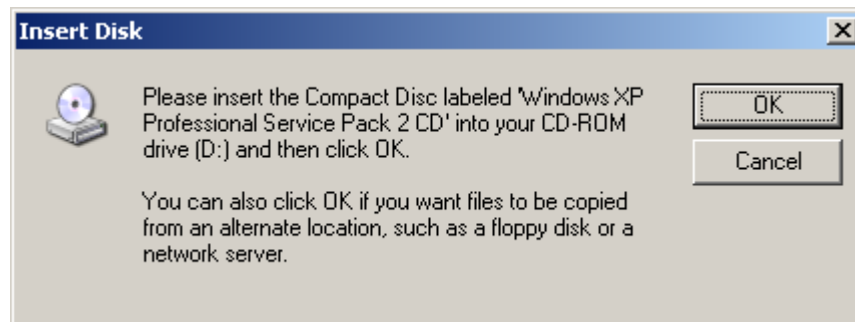 Insert Disk
Please insert the Compact Disc labeled 'Windows XP
Professional Service Pack 2 CD' into your CD-ROM
drive (D:) and then click OK.
You can also click OK if you want files to be copied
from an alternate location, such as a floppy disk or a
network server.
OK
Cancel